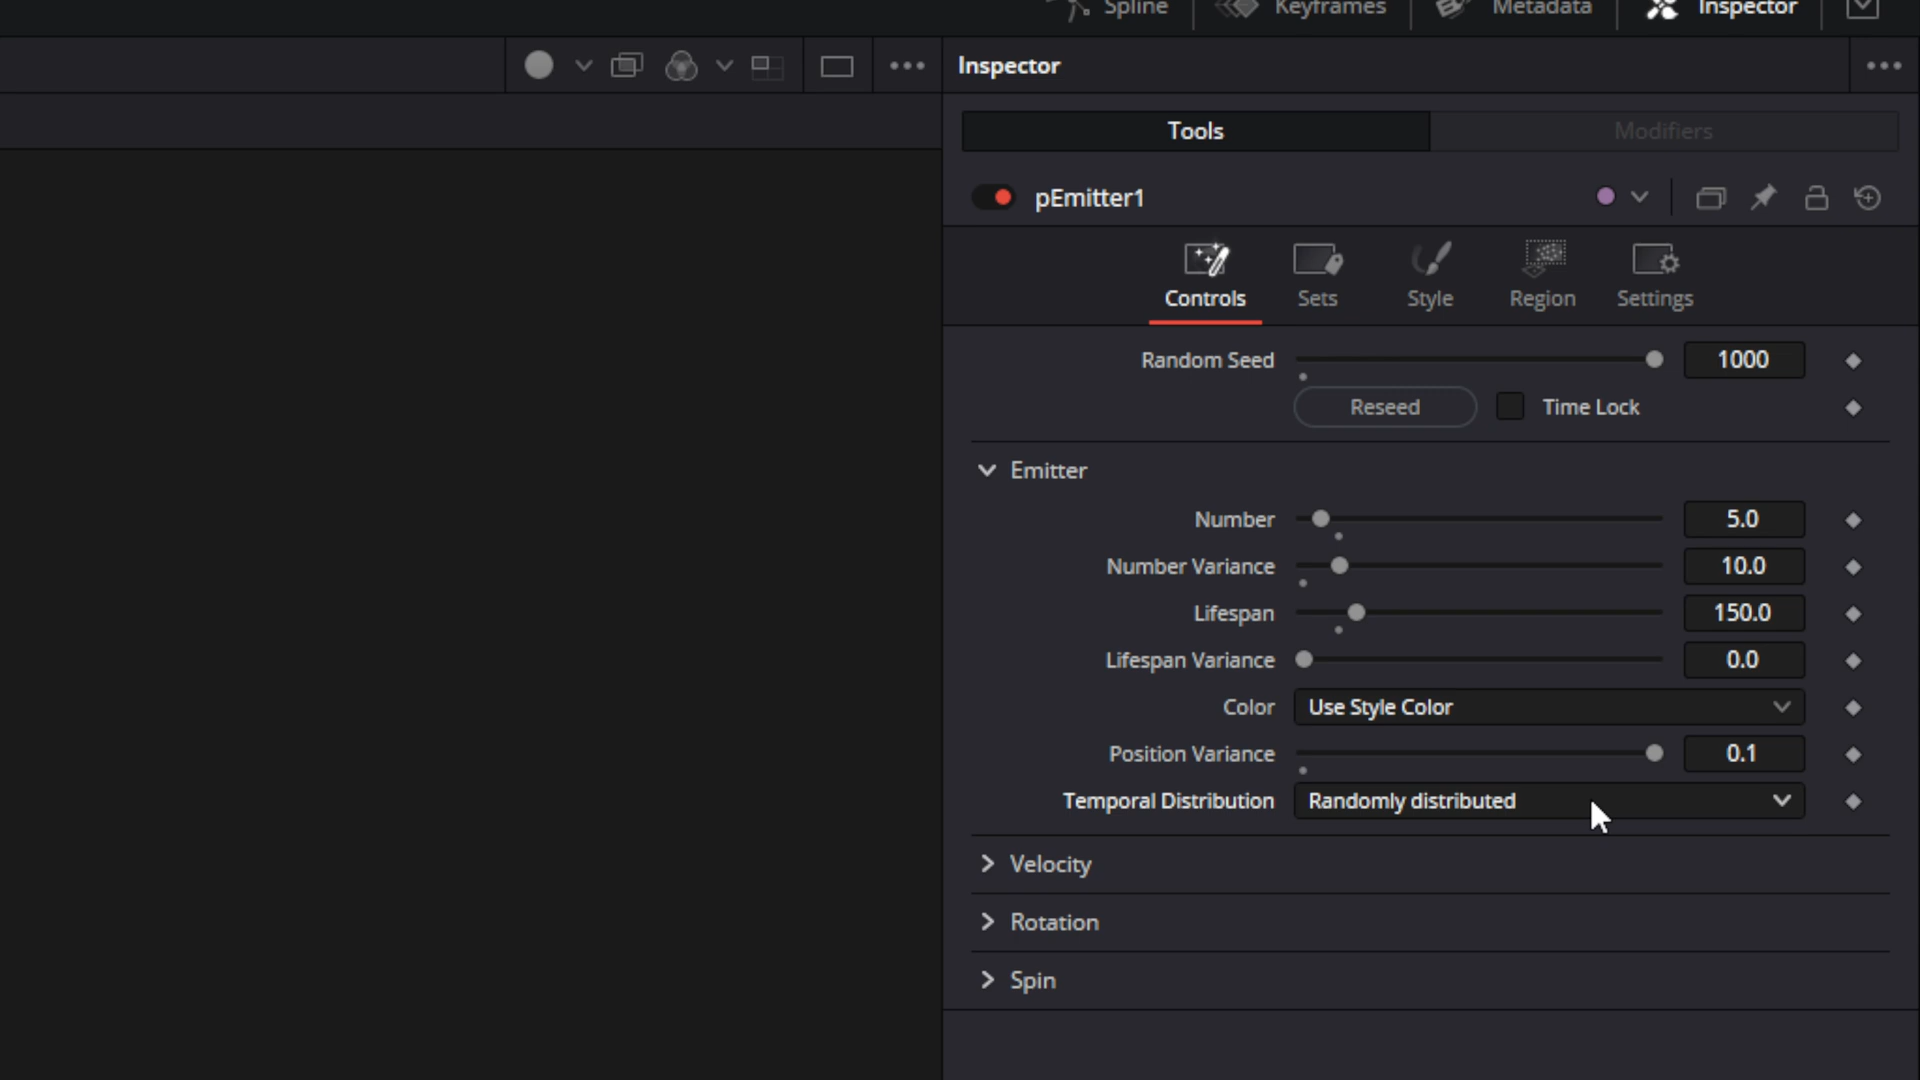 Spline Keyframes Metadata Inspector
Inspector
Tools Modifiers
pEmitter1
Controls Sets Style Region Settings
Random Seed 1000
Reseed Time Lock
Emitter
Number 5.0
Number Variance 10.0
Lifespan 150.0
Lifespan Variance 0.0
Color Use Style Color
Position Variance 0.1
Temporal Distribution Randomly distributed
Velocity
Rotation
Spin